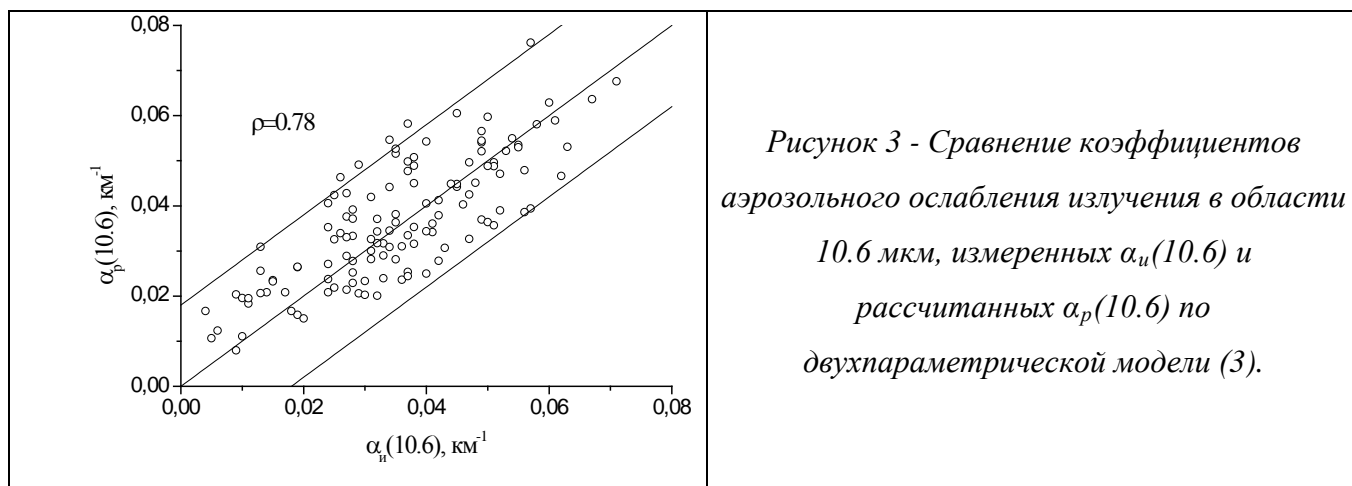 0,08
0,06
0,04
0,02
0,00
αр(10.6), км⁻¹
ρ=0.78
0,00 0,02 0,04 0,06 0,08
αи(10.6), км⁻¹
Рисунок 3 - Сравнение коэффициентов
аэрозольного ослабления излучения в области
10.6 мкм, измеренных αи(10.6) и
рассчитанных αр(10.6) по
двухпараметрической модели (3).